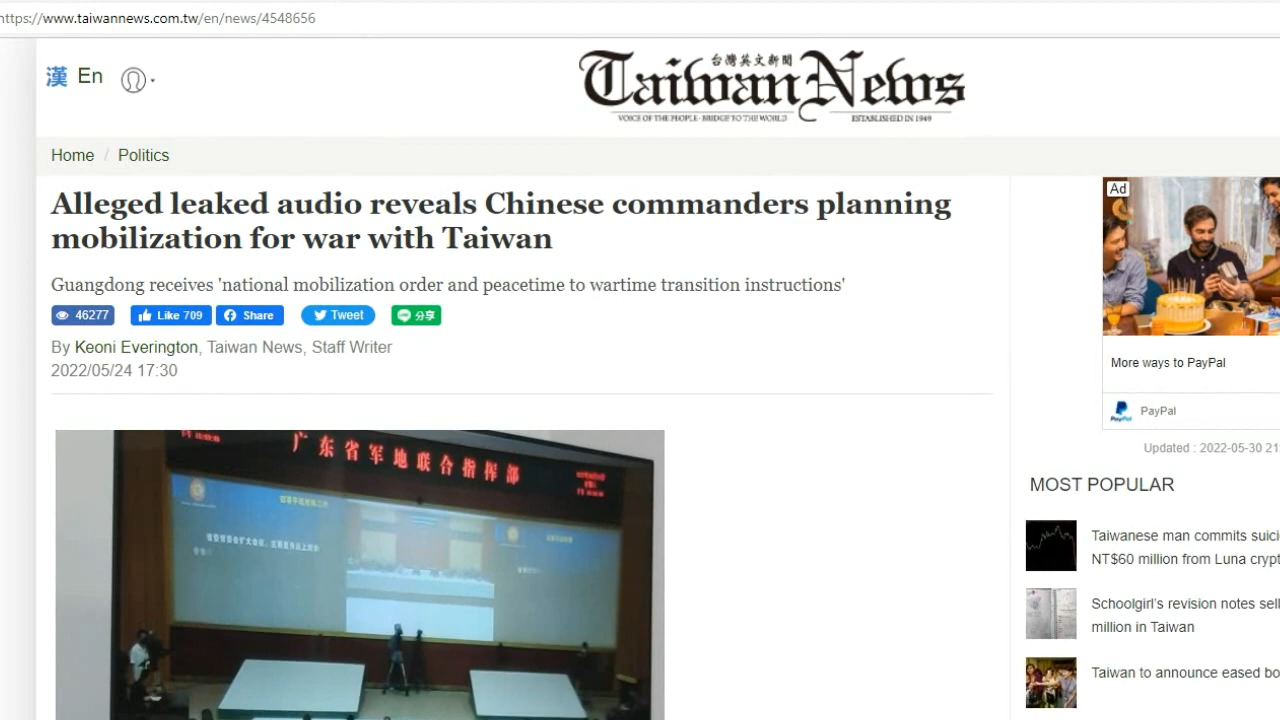 https://www.taiwannews.com.tw/en/news/4548656
漢 En
台灣英文新聞
Taiwan News
VOICE OF THE PEOPLE · BRIDGE TO THE WORLD ESTABLISHED IN 1949
Home / Politics
Alleged leaked audio reveals Chinese commanders planning
mobilization for war with Taiwan
Guangdong receives 'national mobilization order and peacetime to wartime transition instructions'
46277 Like 709 Share Tweet 分享
By Keoni Everington, Taiwan News, Staff Writer
2022/05/24 17:30
广东省军地联合指挥部
Ad
More ways to PayPal
PayPal PayPal
Updated : 2022-05-30 21
MOST POPULAR
Taiwanese man commits suici
NT$60 million from Luna crypt
Schoolgirl's revision notes sell
million in Taiwan
Taiwan to announce eased bo